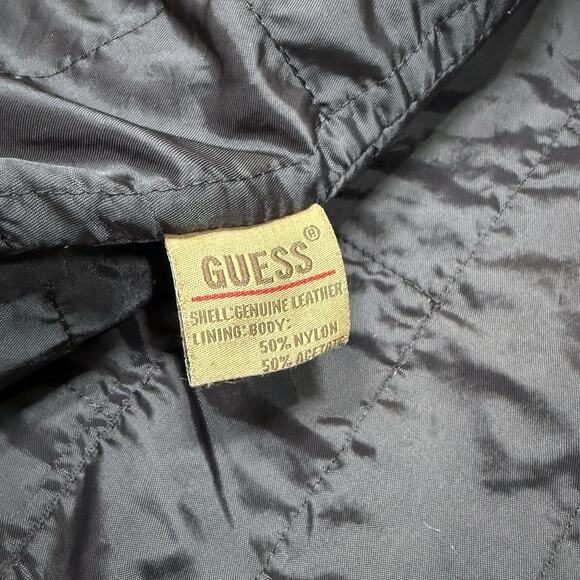 GUESS®
SHELL:GENUINE LEATHER
LINING:BODY:
50% NYLON
50% ACETATE